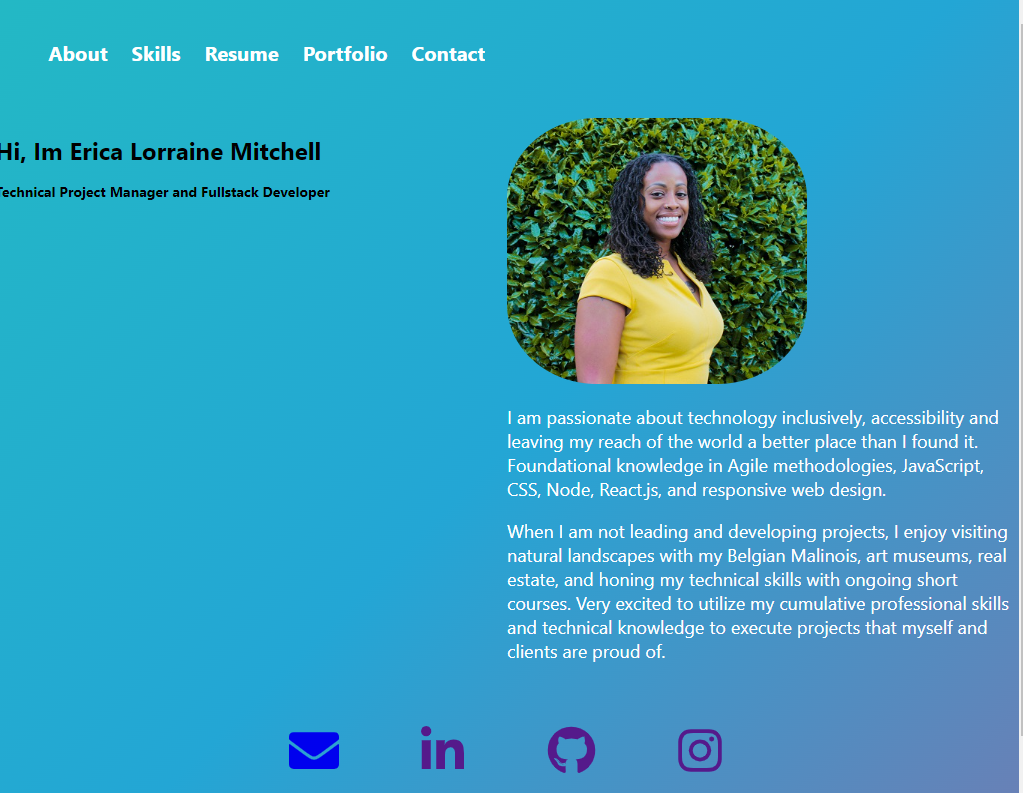 About Skills Resume Portfolio Contact
Hi, Im Erica Lorraine Mitchell
Technical Project Manager and Fullstack Developer
I am passionate about technology inclusively, accessibility and
leaving my reach of the world a better place than I found it.
Foundational knowledge in Agile methodologies, JavaScript,
CSS, Node, React.js, and responsive web design.
When I am not leading and developing projects, I enjoy visiting
natural landscapes with my Belgian Malinois, art museums, real
estate, and honing my technical skills with ongoing short
courses. Very excited to utilize my cumulative professional skills
and technical knowledge to execute projects that myself and
clients are proud of.
in